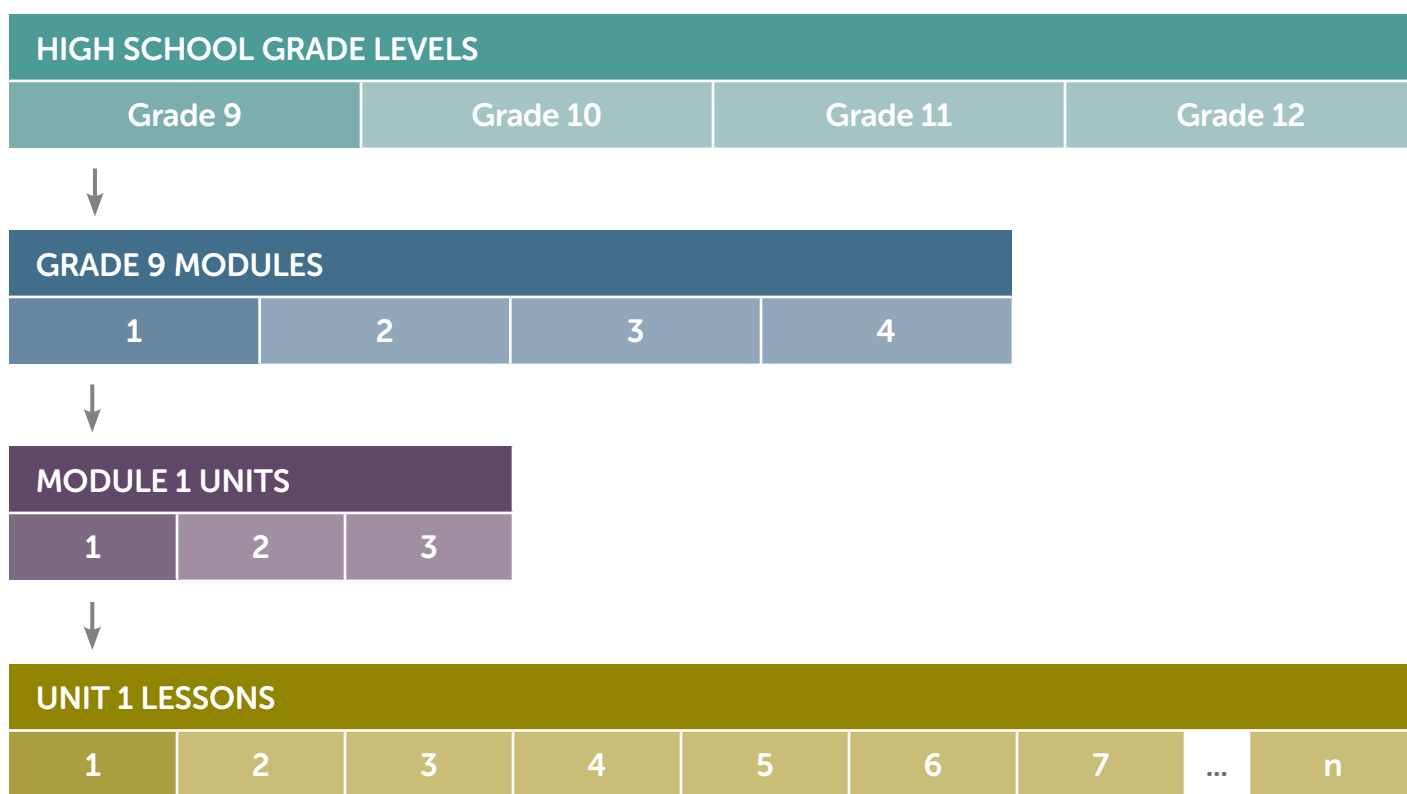 HIGH SCHOOL GRADE LEVELS
Grade 9 Grade 10 Grade 11 Grade 12
GRADE 9 MODULES
1 2 3 4
MODULE 1 UNITS
1 2 3
UNIT 1 LESSONS
1 2 3 4 5 6 7 ... n